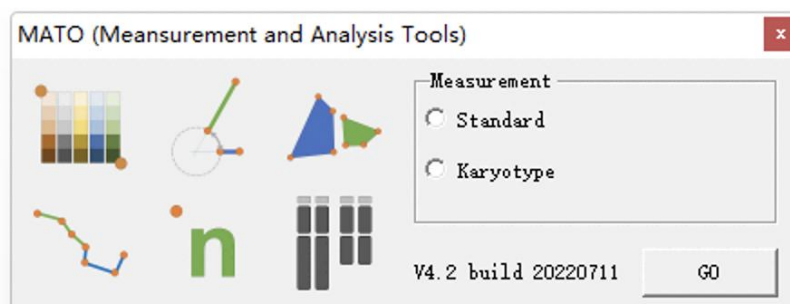 MATO (Meansurement and Analysis Tools)
x
Measurement
Standard
Karyotype
n
V4.2 build 20220711
GO